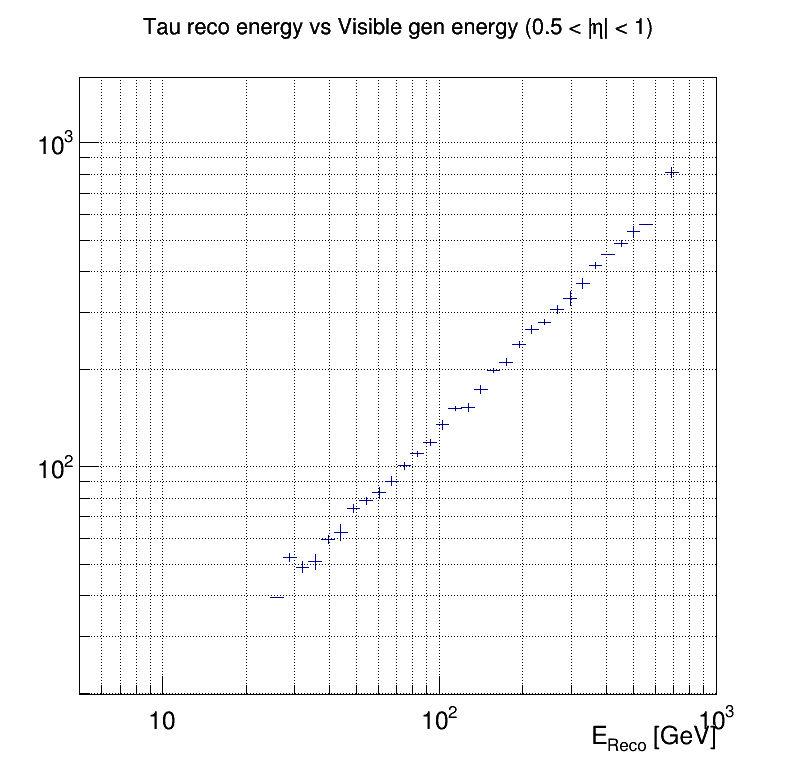 Tau reco energy vs Visible gen energy (0.5 < |η| < 1)
10³
10²
10 10² 10³
E_Reco [GeV]